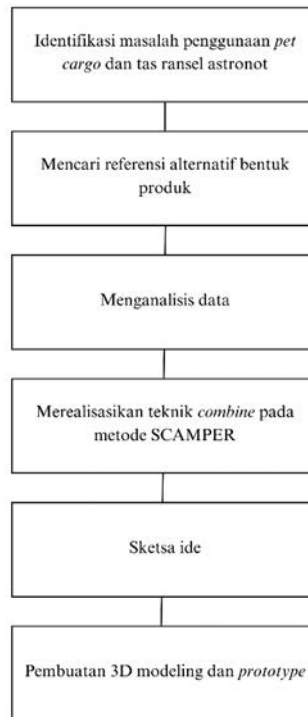 Identifikasi masalah penggunaan pet
cargo dan tas ransel astronot
Mencari referensi alternatif bentuk
produk
Menganalisis data
Merealisasikan teknik combine pada
metode SCAMPER
Sketsa ide
Pembuatan 3D modeling dan prototype